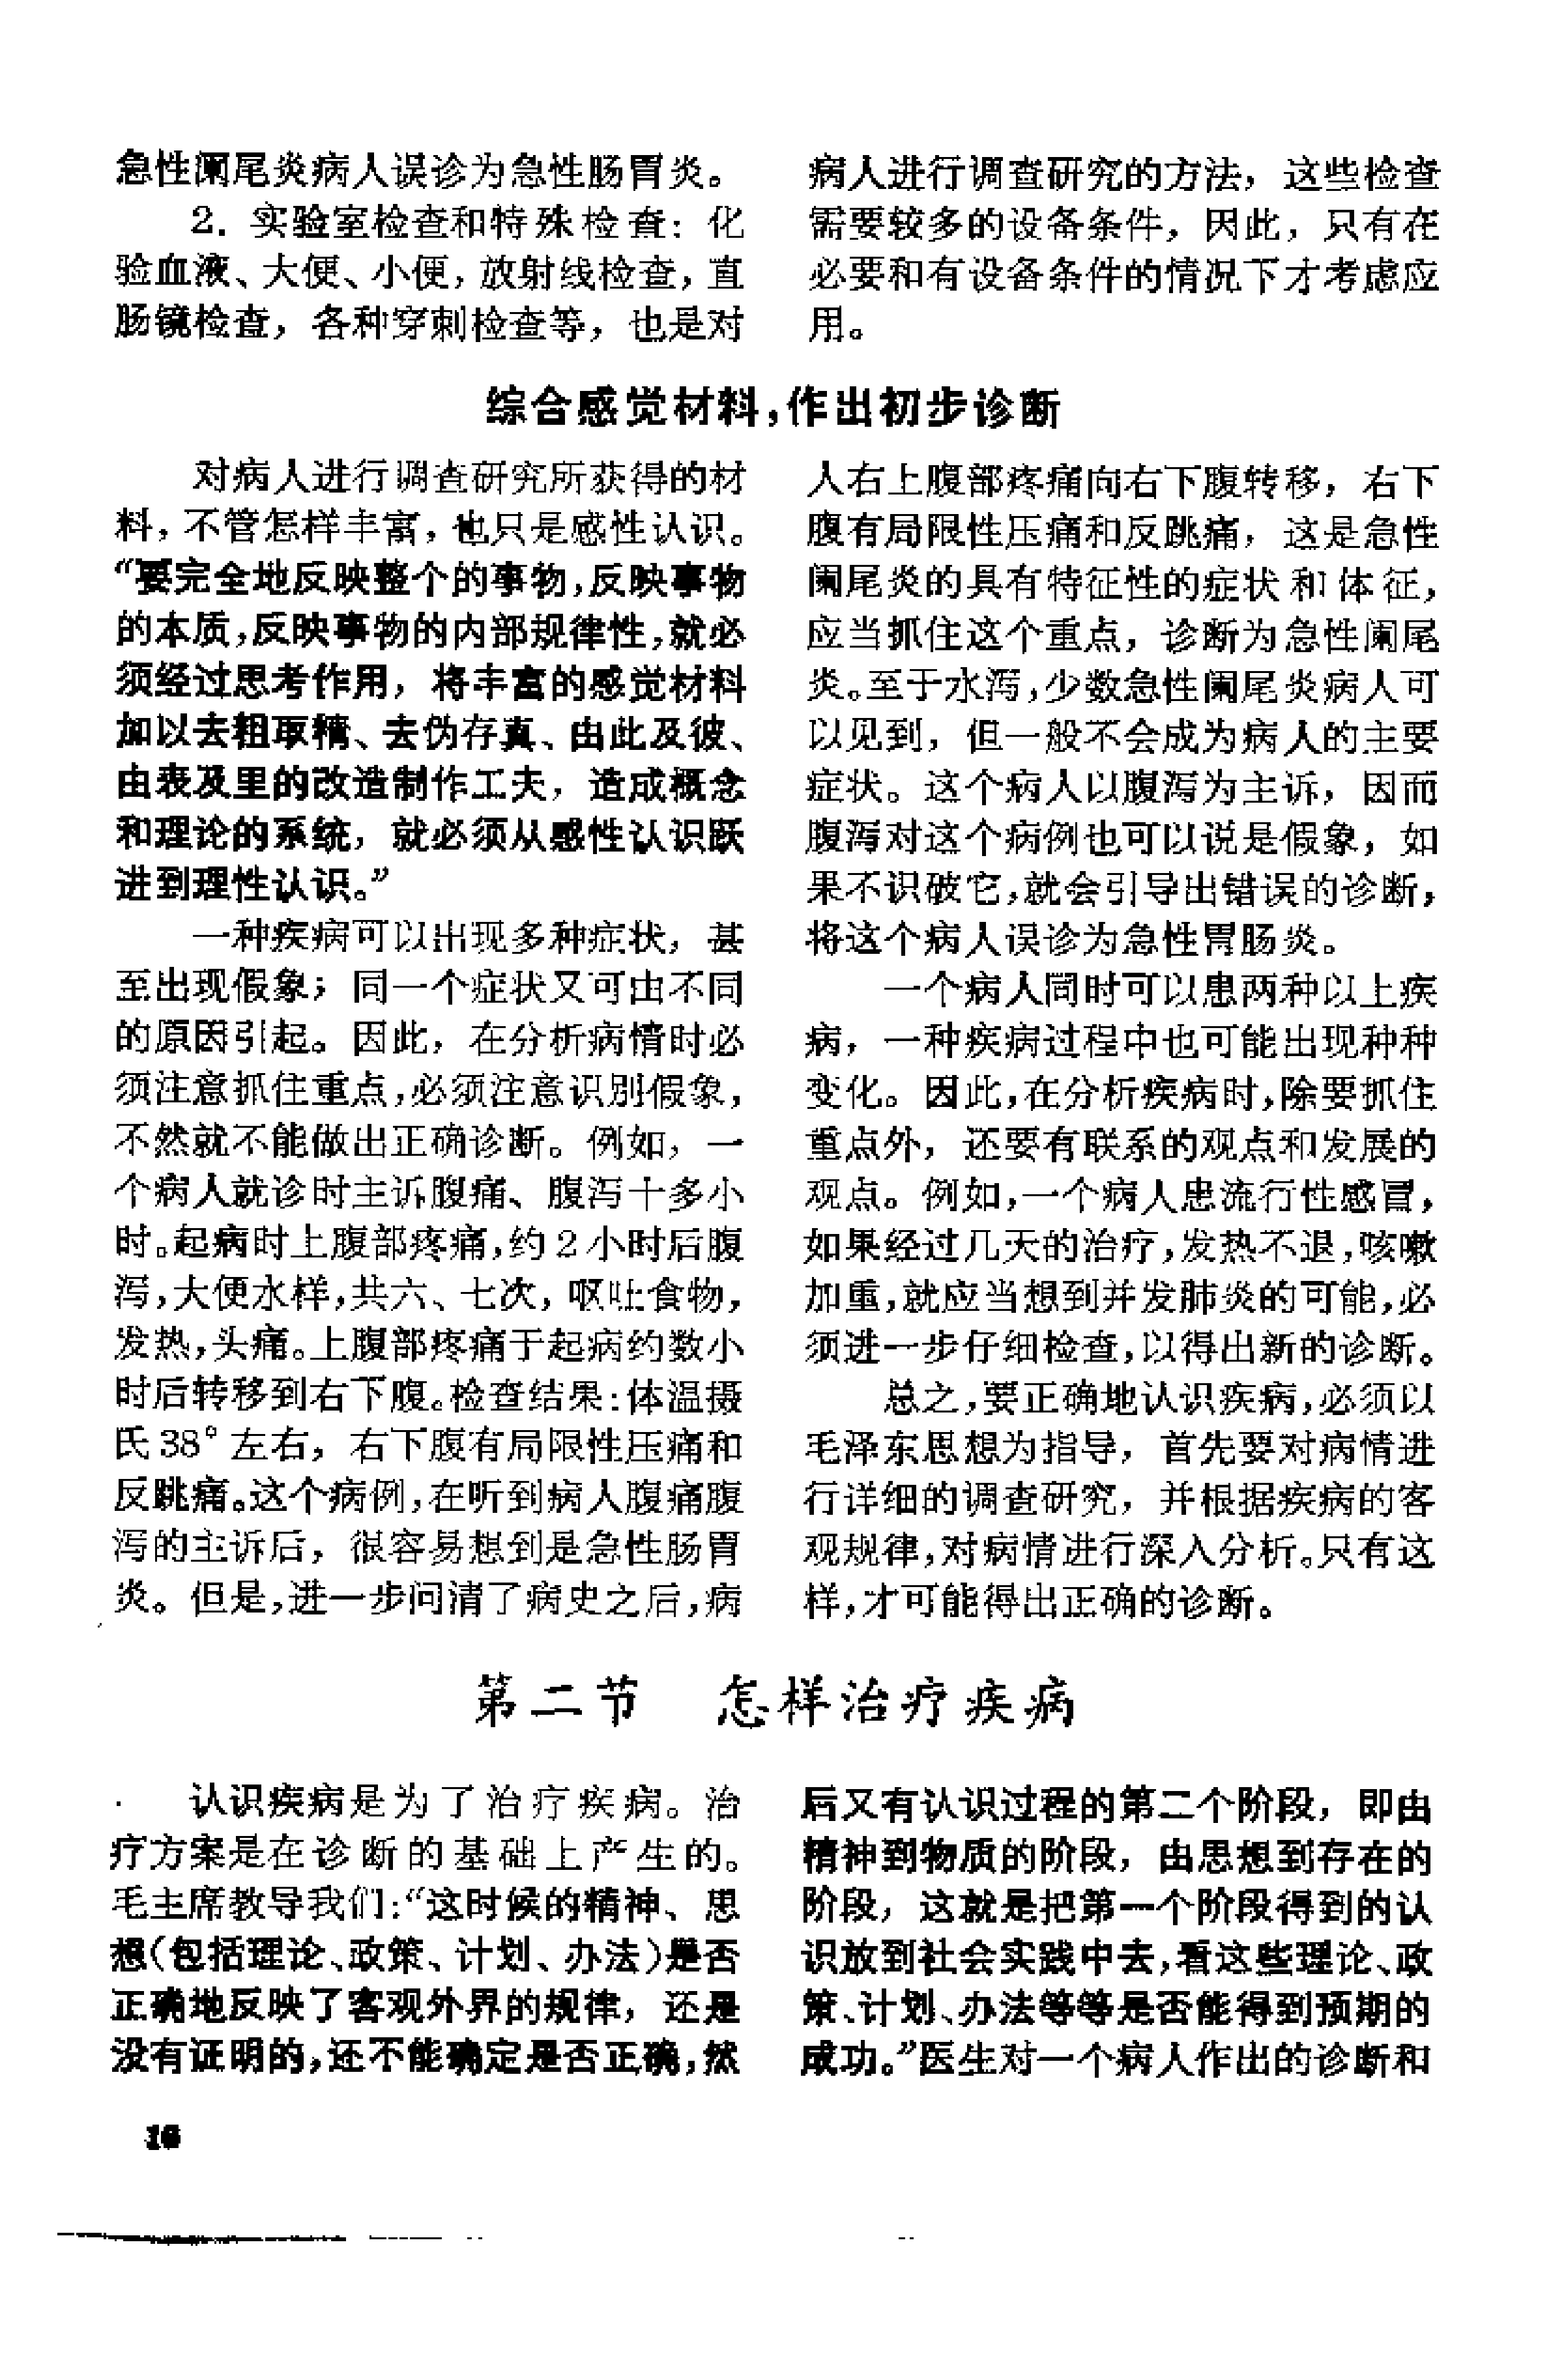 急性阑尾炎病人误诊为急性肠胃炎。
2. 实验室检查和特殊检查：化
验血液、大便、小便，放射线检查，直
肠镜检查，各种穿刺检查等，也是对
病人进行调查研究的方法，这些检查
需要较多的设备条件，因此，只有在
必要和有设备条件的情况下才考虑应
用。
综合感觉材料，作出初步诊断
对病人进行调查研究所获得的材
料，不管怎样丰富，也只是感性认识。
“要完全地反映整个的事物，反映事物
的本质，反映事物的内部规律性，就必
须经过思考作用，将丰富的感觉材料
加以去粗取精、去伪存真、由此及彼、
由表及里的改造制作工夫，造成概念
和理论的系统，就必须从感性认识跃
进到理性认识。”
一种疾病可以出现多种症状，甚
至出现假象；同一个症状又可由不同
的原因引起。因此，在分析病情时必
须注意抓住重点，必须注意识别假象，
不然就不能做出正确诊断。例如，一
个病人就诊时主诉腹痛、腹泻十多小
时。起病时上腹部疼痛，约2小时后腹
泻，大便水样，共六、七次，呕吐食物，
发热，头痛。上腹部疼痛于起病约数小
时后转移到右下腹。检查结果：体温摄
氏38°左右，右下腹有局限性压痛和
反跳痛。这个病例，在听到病人腹痛腹
泻的主诉后，很容易想到是急性肠胃
炎。但是，进一步问清了病史之后，病
人右上腹部疼痛向右下腹转移，右下
腹有局限性压痛和反跳痛，这是急性
阑尾炎的具有特征性的症状和体征，
应当抓住这个重点，诊断为急性阑尾
炎。至于水泻，少数急性阑尾炎病人可
以见到，但一般不会成为病人的主要
症状。这个病人以腹泻为主诉，因而
腹泻对这个病例也可以说是假象，如
果不识破它，就会引导出错误的诊断，
将这个病人误诊为急性胃肠炎。
一个病人同时可以患两种以上疾
病，一种疾病过程中也可能出现种种
变化。因此，在分析疾病时，除要抓住
重点外，还要有联系的观点和发展的
观点。例如，一个病人患流行性感冒，
如果经过几天的治疗，发热不退，咳嗽
加重，就应当想到并发肺炎的可能，必
须进一步仔细检查，以得出新的诊断。
总之，要正确地认识疾病，必须以
毛泽东思想为指导，首先要对病情进
行详细的调查研究，并根据疾病的客
观规律，对病情进行深入分析。只有这
样，才可能得出正确的诊断。
第二节 怎样治疗疾病
认识疾病是为了治疗疾病。治
疗方案是在诊断的基础上产生的。
毛主席教导我们：“这时候的精神、思
想（包括理论、政策、计划、办法）是否
正确地反映了客观外界的规律，还是
没有证明的，还不能确定是否正确，然
后又有认识过程的第二个阶段，即由
精神到物质的阶段，由思想到存在的
阶段，这就是把第一个阶段得到的认
识放到社会实践中去，看这些理论、政
策、计划、办法等等是否能得到预期的
成功。”医生对一个病人作出的诊断和
16